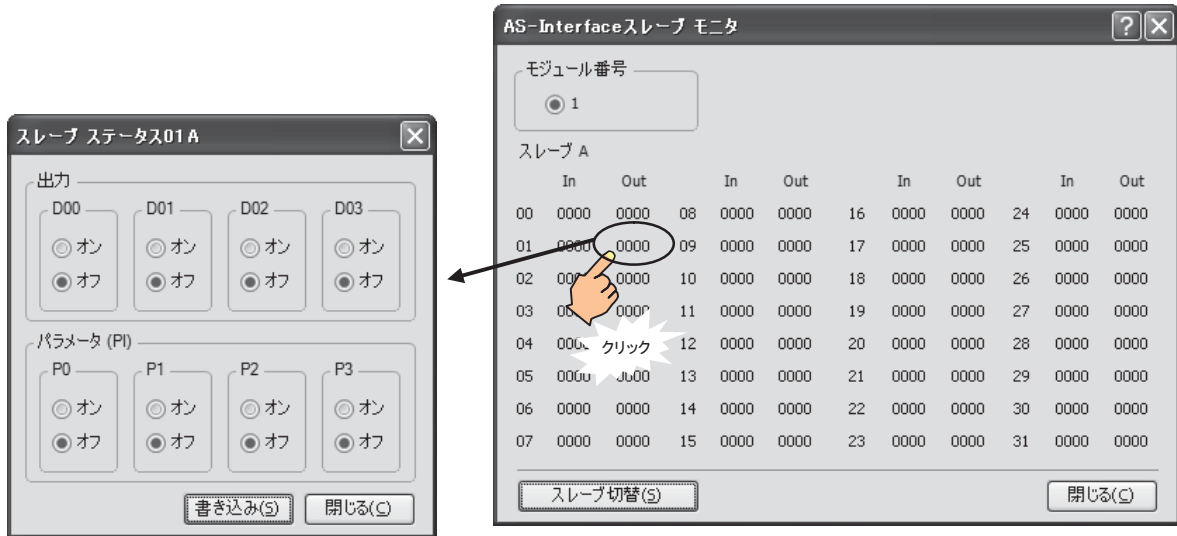 スレーブ ステータス01A
出力
D00 D01 D02 D03
オン オン オン オン
オフ オフ オフ オフ
パラメータ (PI)
P0 P1 P2 P3
オン オン オン オン
オフ オフ オフ オフ
書き込み(S) 閉じる(C)
AS-Interfaceスレーブ モニタ
モジュール番号
1
スレーブ A
In Out In Out In Out In Out
00 0000 0000 08 0000 0000 16 0000 0000 24 0000 0000
01 0000 0000 09 0000 0000 17 0000 0000 25 0000 0000
02 0000 10 0000 0000 18 0000 0000 26 0000 0000
03 0000 11 0000 0000 19 0000 0000 27 0000 0000
04 クリック 12 0000 0000 20 0000 0000 28 0000 0000
05 0000 0000 13 0000 0000 21 0000 0000 29 0000 0000
06 0000 0000 14 0000 0000 22 0000 0000 30 0000 0000
07 0000 0000 15 0000 0000 23 0000 0000 31 0000 0000
スレーブ切替(S) 閉じる(C)